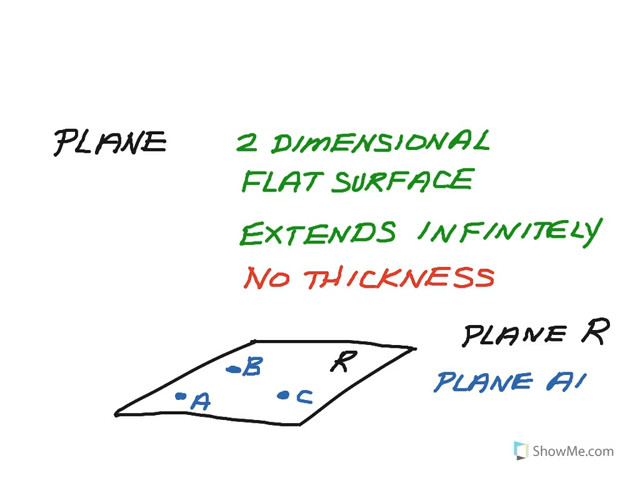 PLANE
2 DIMENSIONAL
FLAT SURFACE
EXTENDS INFINITELY
NO THICKNESS
PLANE R
B
R
PLANE AI
A
C
ShowMe.com